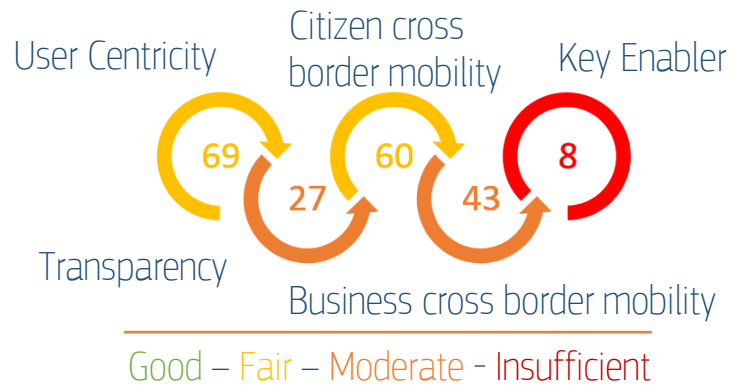 User Centricity
Citizen cross
border mobility
Key Enabler
69
27
60
43
8
Transparency
Business cross border mobility
Good – Fair – Moderate - Insufficient